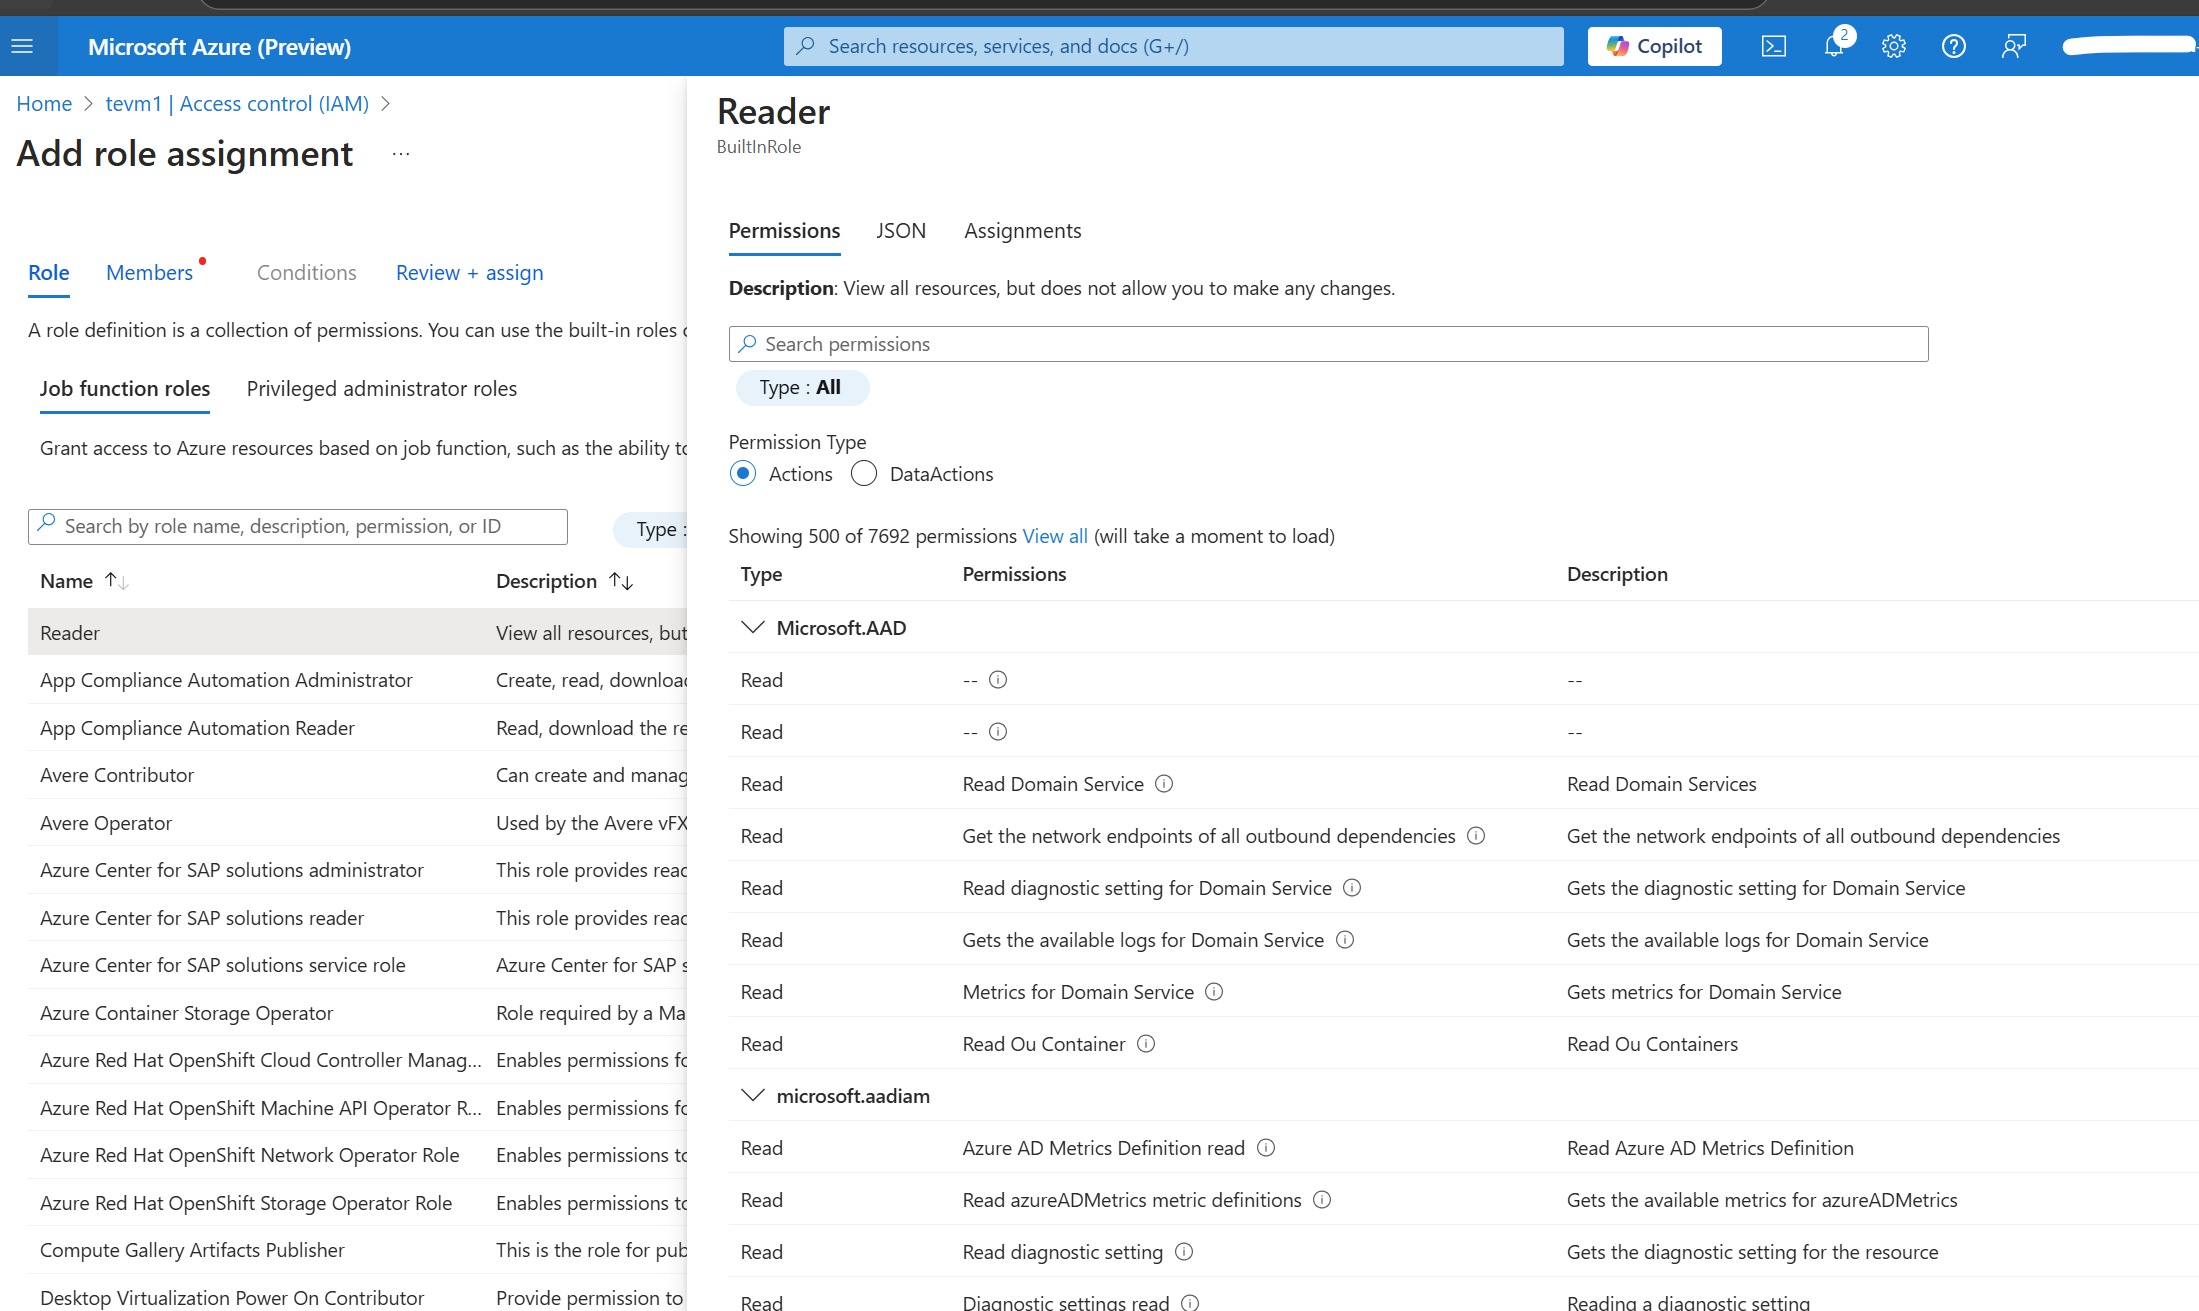 Microsoft Azure (Preview)
Search resources, services, and docs (G+/)
Copilot
2
Home > tevm1 | Access control (IAM) >
Add role assignment ...
Role
Members
Conditions
Review + assign
A role definition is a collection of permissions. You can use the built-in roles
Job function roles
Privileged administrator roles
Grant access to Azure resources based on job function, such as the ability
Search by role name, description, permission, or ID
Type :
Name Description
Reader View all resources, but
App Compliance Automation Administrator Create, read,
App Compliance Automation Reader Read, download the
Avere Contributor Can create and
Avere Operator Used by the Avere
Azure Center for SAP solutions administrator This role provides
Azure Center for SAP solutions reader This role provides
Azure Center for SAP solutions service role Azure Center for SAP
Azure Container Storage Operator Role required by a
Azure Red Hat OpenShift Cloud Controller Manag... Enables permissions
Azure Red Hat OpenShift Machine API Operator R... Enables permissions
Azure Red Hat OpenShift Network Operator Role Enables permissions
Azure Red Hat OpenShift Storage Operator Role Enables permissions
Compute Gallery Artifacts Publisher This is the role for
Desktop Virtualization Power On Contributor Provide permission to
Reader
BuiltInRole
Permissions
JSON
Assignments
Description: View all resources, but does not allow you to make any changes.
Search permissions
Type : All
Permission Type
Actions DataActions
Showing 500 of 7692 permissions View all (will take a moment to load)
Type Permissions Description
Microsoft.AAD
Read -- --
Read -- --
Read Read Domain Service Read Domain Services
Read Get the network endpoints of all outbound dependencies Get the network endpoints of all outbound dependencies
Read Read diagnostic setting for Domain Service Gets the diagnostic setting for Domain Service
Read Gets the available logs for Domain Service Gets the available logs for Domain Service
Read Metrics for Domain Service Gets metrics for Domain Service
Read Read Ou Container Read Ou Containers
microsoft.aadiam
Read Azure AD Metrics Definition read Read Azure AD Metrics Definition
Read Read azureADMetrics metric definitions Gets the available metrics for azureADMetrics
Read Read diagnostic setting Gets the diagnostic setting for the resource
Read Diagnostic settings read Reading a diagnostic setting